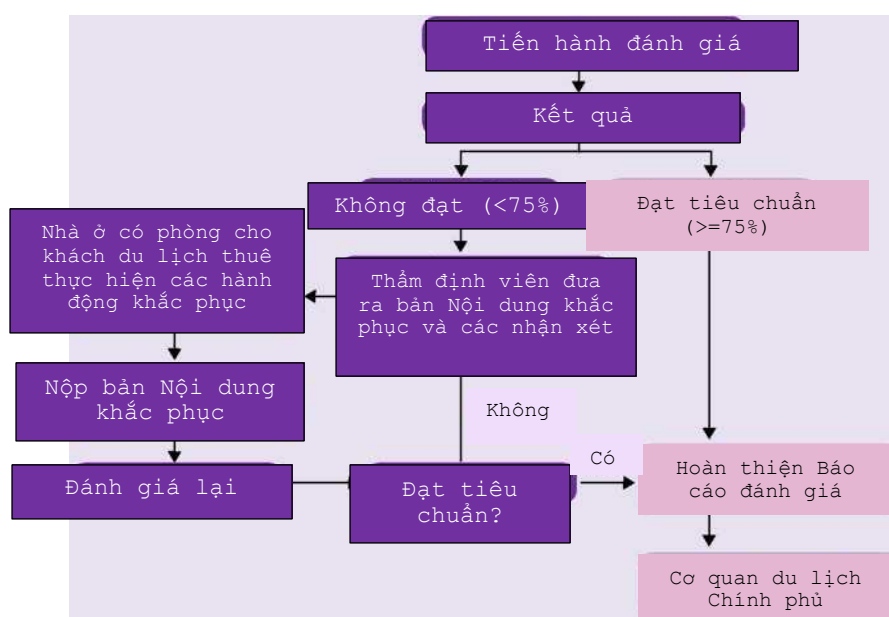 Tiến hành đánh giá
Kết quả
Không đạt (<75%)
Đạt tiêu chuẩn
(>=75%)
Nhà ở có phòng cho
khách du lịch thuê
thực hiện các hành
động khắc phục
Thẩm định viên đưa
ra bản Nội dung khắc
phục và các nhận xét
Nộp bản Nội dung
khắc phục
Không
Có
Đánh giá lại
Đạt tiêu
chuẩn?
Hoàn thiện Báo
cáo đánh giá
Cơ quan du lịch
Chính phủ